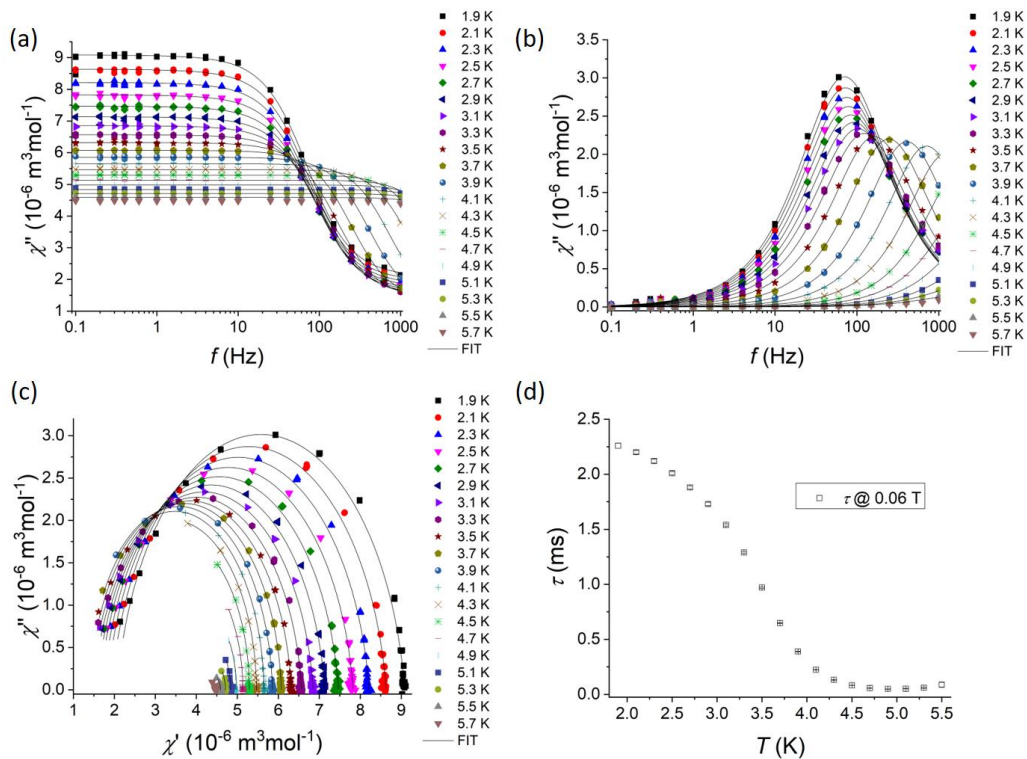 (a)
χ'' (10⁻⁶ m³mol⁻¹)
9
8
7
6
5
4
3
2
1
0.1
1
10
100
1000
f (Hz)
1.9 K
2.1 K
2.3 K
2.5 K
2.7 K
2.9 K
3.1 K
3.3 K
3.5 K
3.7 K
3.9 K
4.1 K
4.3 K
4.5 K
4.7 K
4.9 K
5.1 K
5.3 K
5.5 K
5.7 K
FIT
(b)
χ'' (10⁻⁶ m³mol⁻¹)
3.5
3.0
2.5
2.0
1.5
1.0
0.5
0.0
0.1
1
10
100
1000
f (Hz)
1.9 K
2.1 K
2.3 K
2.5 K
2.7 K
2.9 K
3.1 K
3.3 K
3.5 K
3.7 K
3.9 K
4.1 K
4.3 K
4.5 K
4.7 K
4.9 K
5.1 K
5.3 K
5.5 K
5.7 K
FIT
(c)
χ'' (10⁻⁶ m³mol⁻¹)
3.0
2.5
2.0
1.5
1.0
0.5
0.0
1
2
3
4
5
6
7
8
9
χ' (10⁻⁶ m³mol⁻¹)
1.9 K
2.1 K
2.3 K
2.5 K
2.7 K
2.9 K
3.1 K
3.3 K
3.5 K
3.7 K
3.9 K
4.1 K
4.3 K
4.5 K
4.7 K
4.9 K
5.1 K
5.3 K
5.5 K
5.7 K
FIT
(d)
τ (ms)
2.5
2.0
1.5
1.0
0.5
0.0
τ @ 0.06 T
2.0
2.5
3.0
3.5
4.0
4.5
5.0
5.5
T (K)